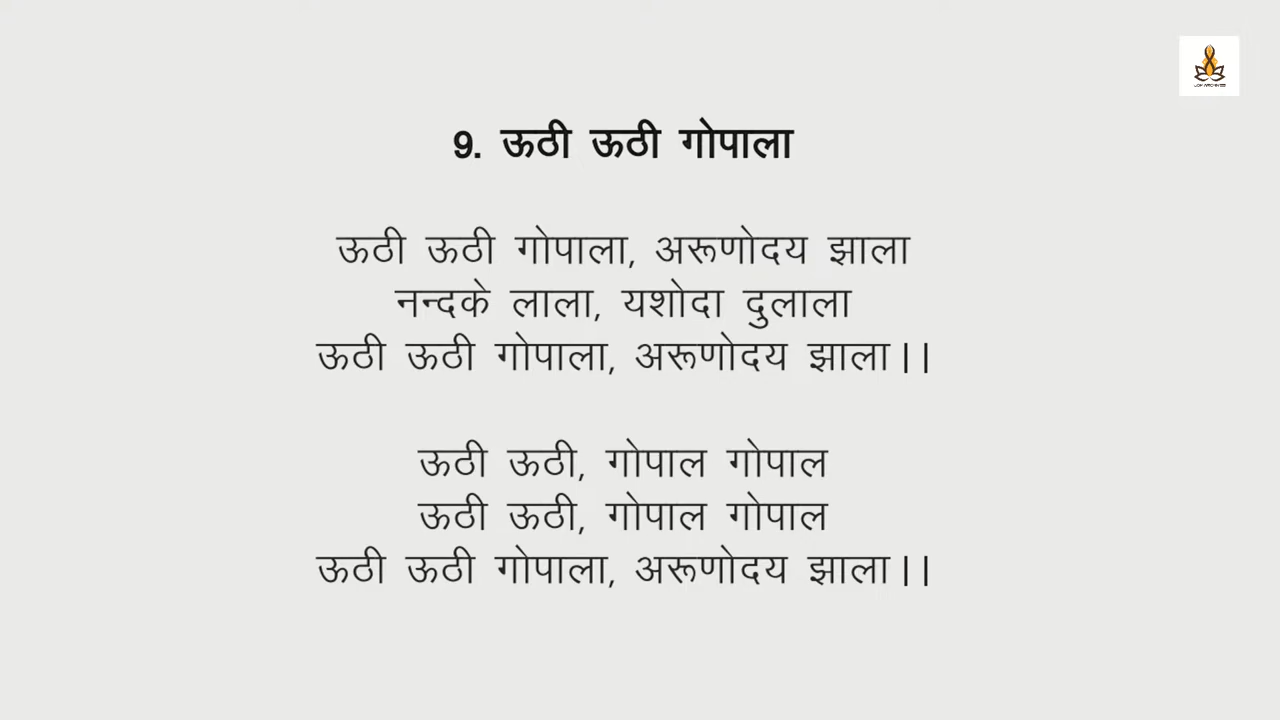 9. ऊठी ऊठी गोपाला
ऊठी ऊठी गोपाला, अरूणोदय झाला
नन्दके लाला, यशोदा दुलाला
ऊठी ऊठी गोपाला, अरूणोदय झाला।।
ऊठी ऊठी, गोपाल गोपाल
ऊठी ऊठी, गोपाल गोपाल
ऊठी ऊठी गोपाला, अरूणोदय झाला।।